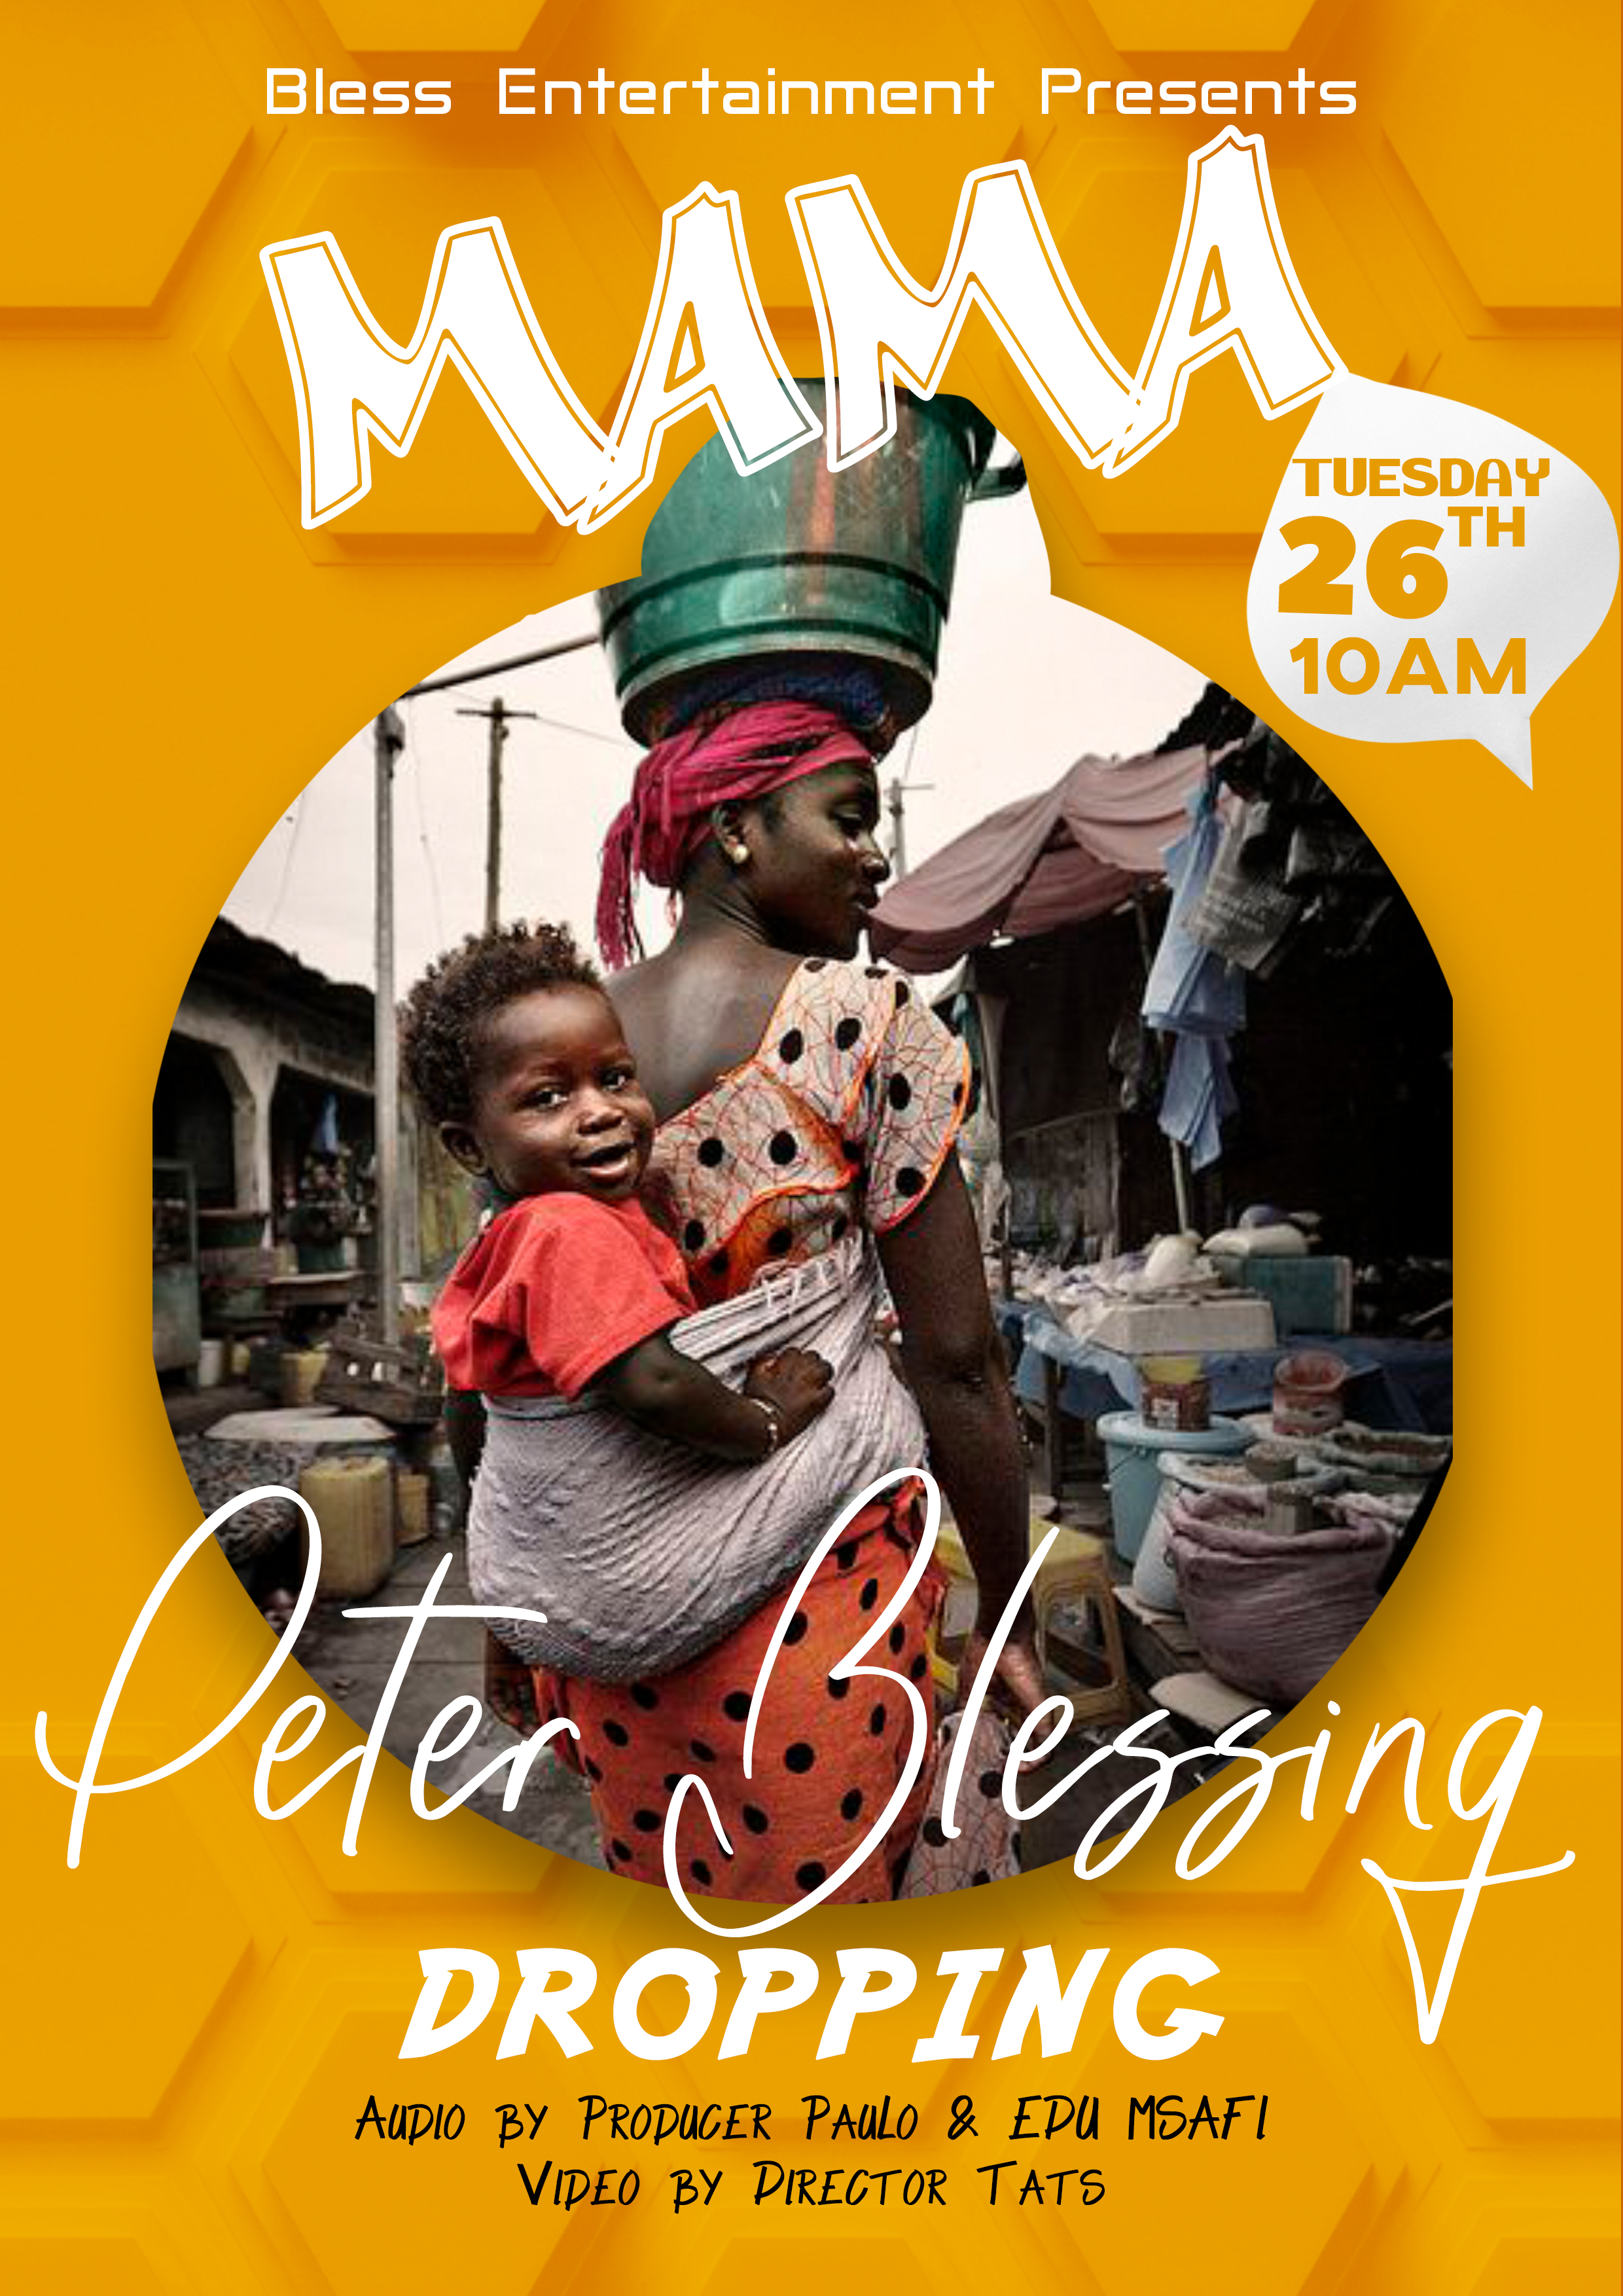 Bless Entertainment Presents
MAMA
TUESDAY
26TH
10AM
Peter Blessing
DROPPING
Audio by Producer Paulo & EDU MSAFI
Video by Director Tats